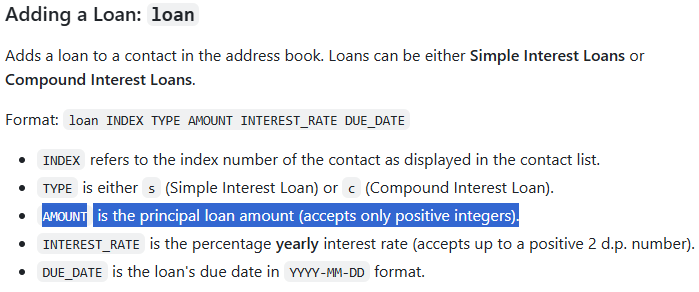 Adding a Loan: loan
Adds a loan to a contact in the address book. Loans can be either Simple Interest Loans or
Compound Interest Loans.
Format: loan INDEX TYPE AMOUNT INTEREST_RATE DUE_DATE
• INDEX refers to the index number of the contact as displayed in the contact list.
• TYPE is either s (Simple Interest Loan) or c (Compound Interest Loan).
• AMOUNT is the principal loan amount (accepts only positive integers).
• INTEREST_RATE is the percentage yearly interest rate (accepts up to a positive 2 d.p. number).
• DUE_DATE is the loan's due date in YYYY-MM-DD format.